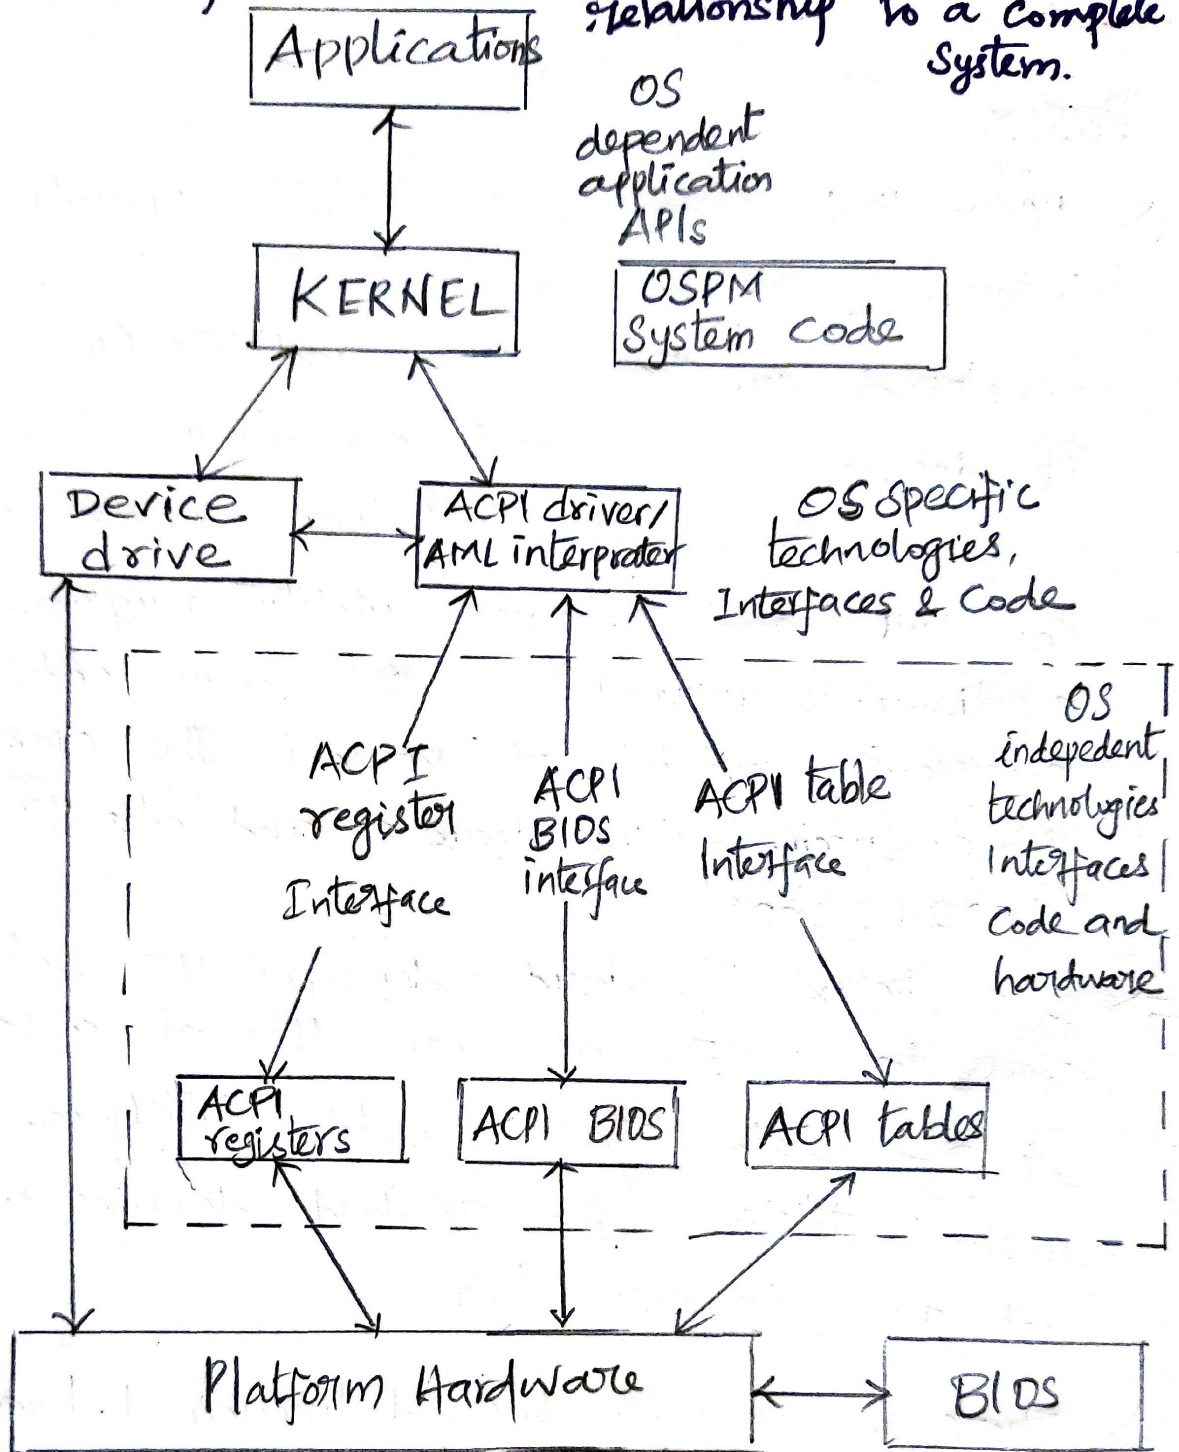 relationship to a complete
System.
Applications
OS
dependent
application
APIs
KERNEL
OSPM
System code
Device
drive
ACPI driver/
AML interprater
OS specific
technologies,
Interfaces & Code
OS
indepedent
technologies
Interfaces
Code and
hardware
ACPI
register
Interface
ACPI
BIOS
interface
ACPI table
Interface
ACPI
registers
ACPI BIOS
ACPI tables
Platform Hardware
BIOS